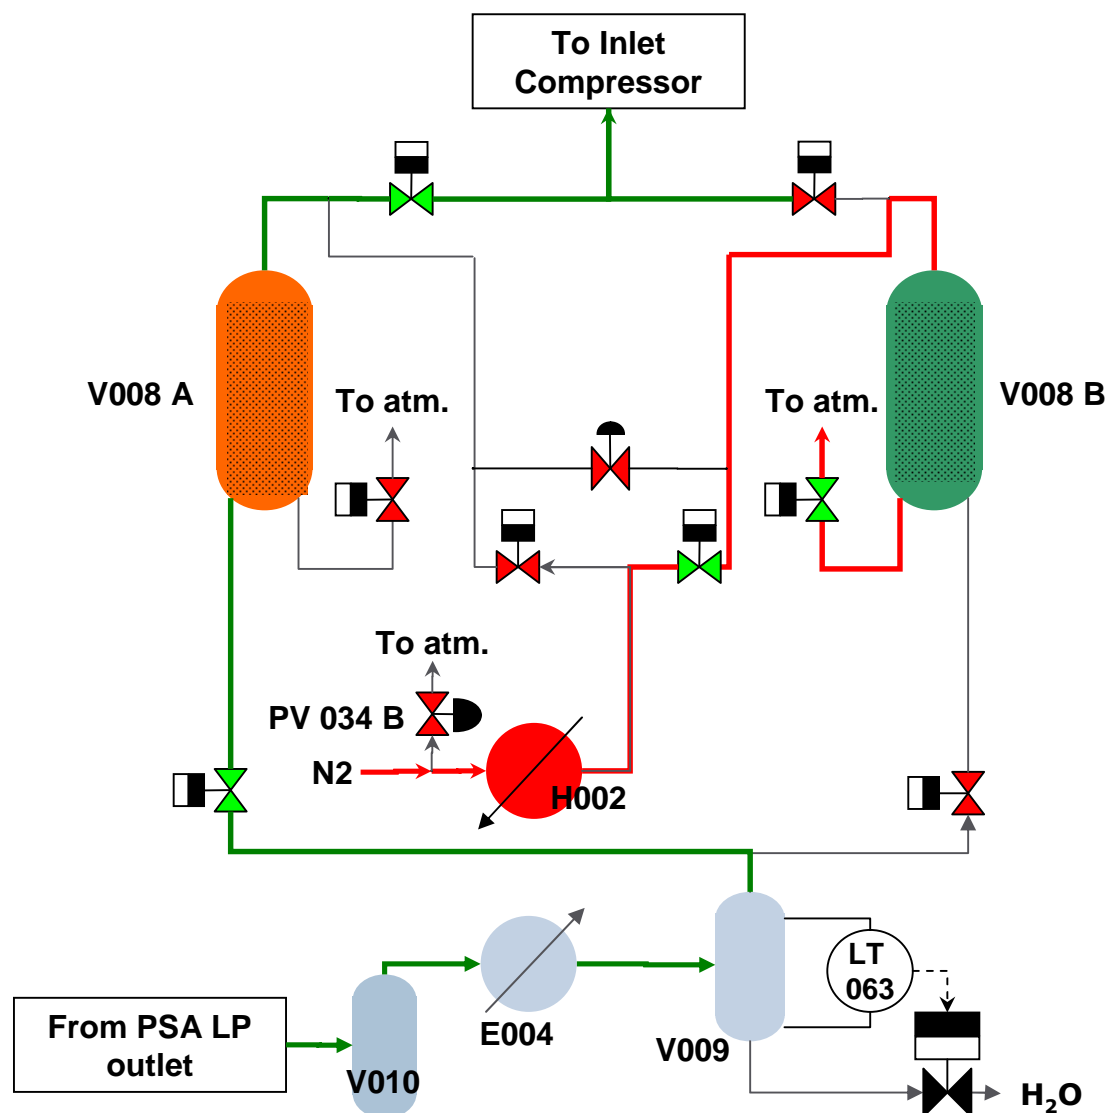 To Inlet
Compressor
V008 A
To atm.
To atm.
V008 B
To atm.
PV 034 B
N2
H002
LT
063
From PSA LP
outlet
V010
E004
V009
H₂O